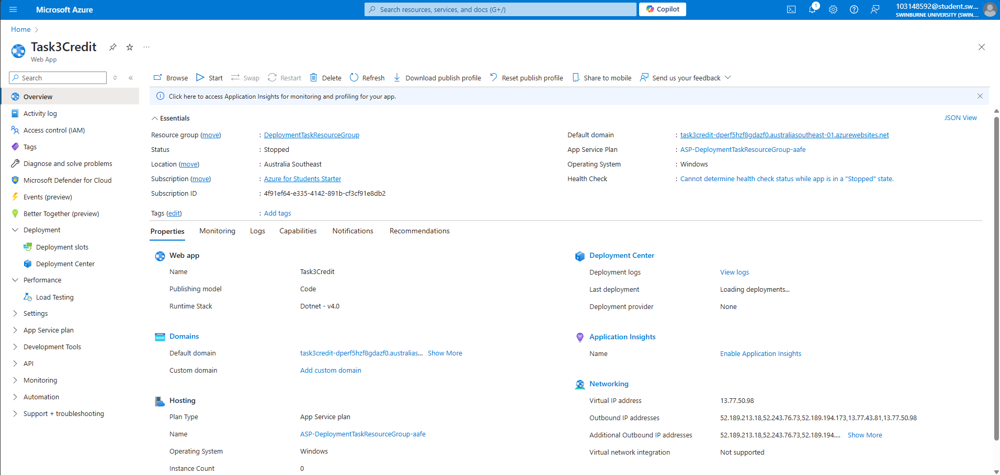 Microsoft Azure
Search resources, services, and docs (G+/)
Copilot
1
103148592@student.sw...
SWINBURNE UNIVERSITY (SWIN....
Home
Task3Credit
Web App
Search
Browse
Start
Swap
Restart
Delete
Refresh
Download publish profile
Reset publish profile
Share to mobile
Send us your feedback
Click here to access Application Insights for monitoring and profiling for your app.
Overview
Activity log
Access control (IAM)
Tags
Diagnose and solve problems
Microsoft Defender for Cloud
Events (preview)
Better Together (preview)
Deployment
Deployment slots
Deployment Center
Performance
Load Testing
Settings
App Service plan
Development Tools
API
Monitoring
Automation
Support + troubleshooting
Essentials
JSON View
Resource group (move) : DeploymentTaskResourceGroup
Status : Stopped
Location (move) : Australia Southeast
Subscription (move) : Azure for Students Starter
Subscription ID : 4f91ef64-e335-4142-891b-cf3cf91e8db2
Tags (edit) : Add tags
Default domain : task3credit-dperf5hzf8gdazf0.australiasoutheast-01.azurewebsites.net
App Service Plan : ASP-DeploymentTaskResourceGroup-aafe
Operating System : Windows
Health Check : Cannot determine health check status while app is in a "Stopped" state.
Properties
Monitoring
Logs
Capabilities
Notifications
Recommendations
Web app
Name Task3Credit
Publishing model Code
Runtime Stack Dotnet - v4.0
Domains
Default domain task3credit-dperf5hzf8gdazf0.australias... Show More
Custom domain Add custom domain
Hosting
Plan Type App Service plan
Name ASP-DeploymentTaskResourceGroup-aafe
Operating System Windows
Instance Count 0
Deployment Center
Deployment logs View logs
Last deployment Loading deployments...
Deployment provider None
Application Insights
Name Enable Application Insights
Networking
Virtual IP address 13.77.50.98
Outbound IP addresses 52.189.213.18,52.243.76.73,52.189.194.173,13.77.43.81,13.77.50.98
Additional Outbound IP addresses 52.189.213.18,52.243.76.73,52.189.194.... Show More
Virtual network integration Not supported